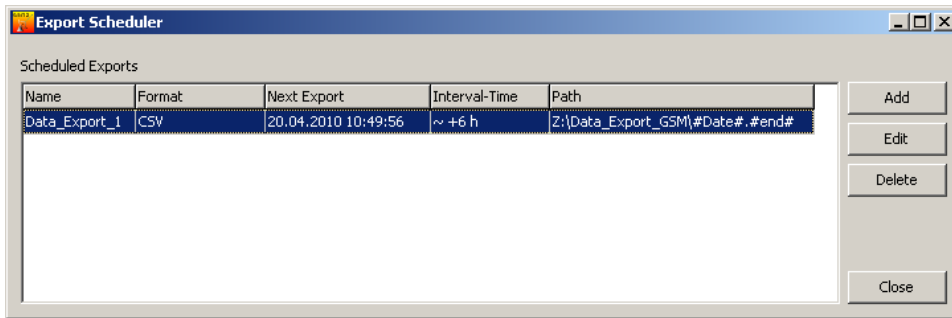 Export Scheduler
Scheduled Exports
Name Format Next Export Interval-Time Path
Data_Export_1 CSV 20.04.2010 10:49:56 ~ +6 h Z:\Data_Export_GSM\#Date#.#end#
Add
Edit
Delete
Close